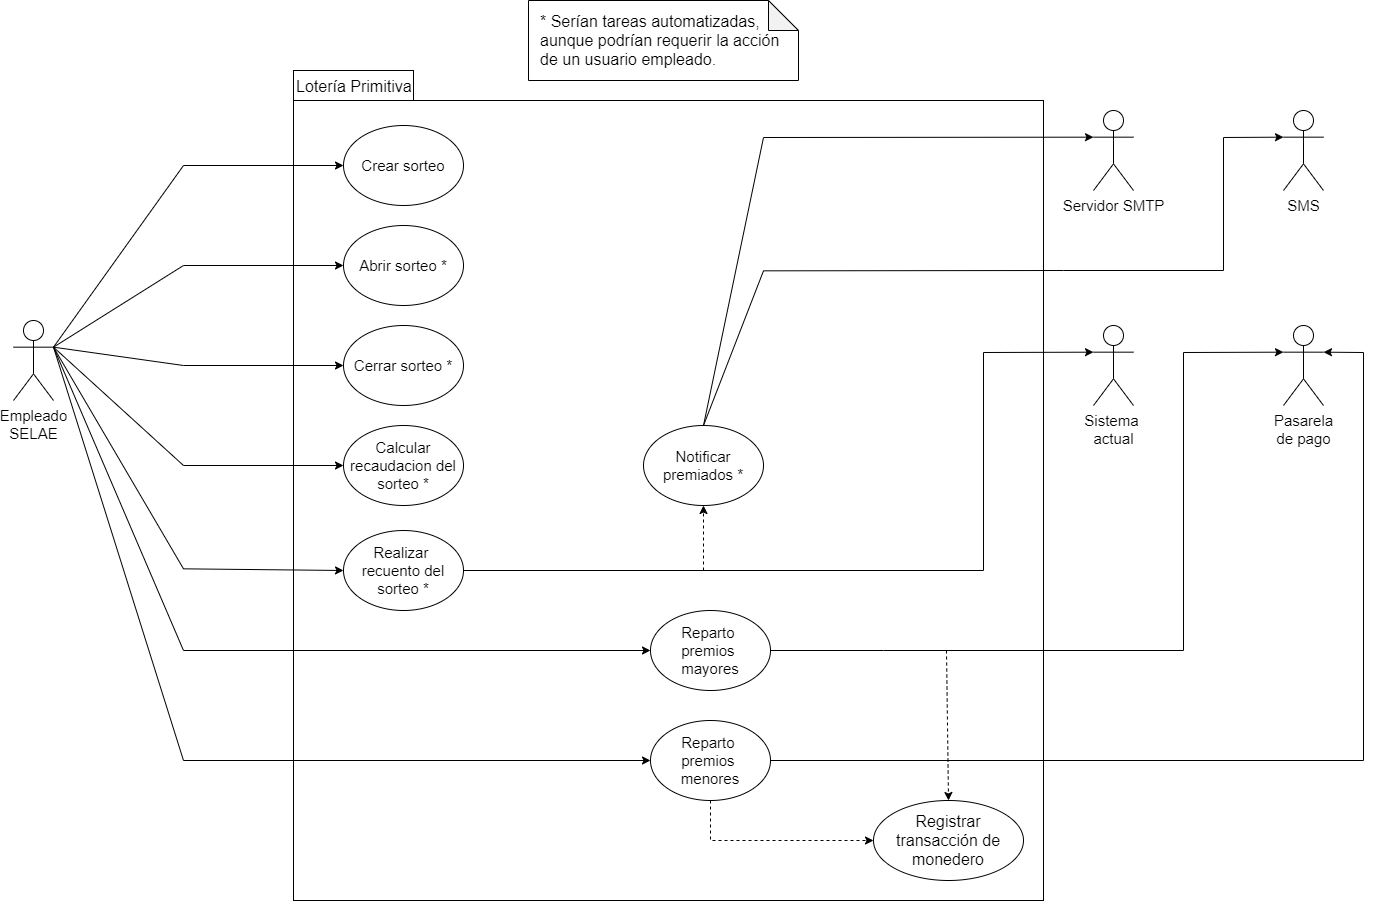 * Serían tareas automatizadas,
aunque podrían requerir la acción
de un usuario empleado.
Lotería Primitiva
Crear sorteo
Servidor SMTP
SMS
Abrir sorteo *
Cerrar sorteo *
Empleado
SELAE
Sistema
actual
Pasarela
de pago
Calcular
recaudacion del
sorteo *
Notificar
premiados *
Realizar
recuento del
sorteo *
Reparto
premios
mayores
Reparto
premios
menores
Registrar
transacción de
monedero